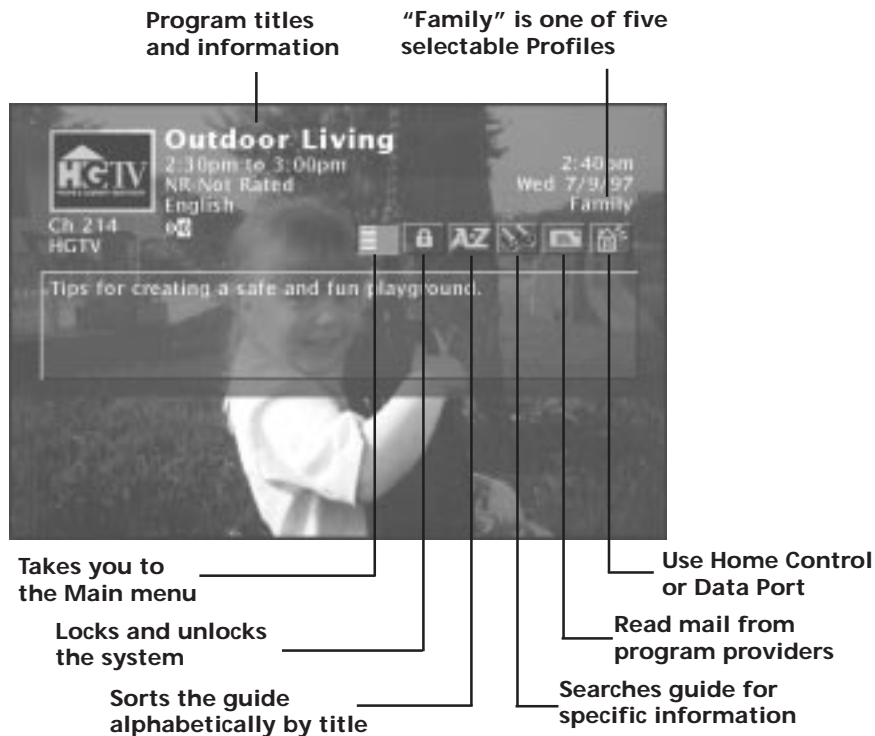 Program titles
and information
“Family” is one of five
selectable Profiles
HGTV
Outdoor Living
2:30pm to 3:00pm
NR-Not Rated
English
2:40pm
Wed 7/9/97
Family
Ch 214
HGTV
A-Z
Tips for creating a safe and fun playground.
Takes you to
the Main menu
Locks and unlocks
the system
Sorts the guide
alphabetically by title
Use Home Control
or Data Port
Read mail from
program providers
Searches guide for
specific information